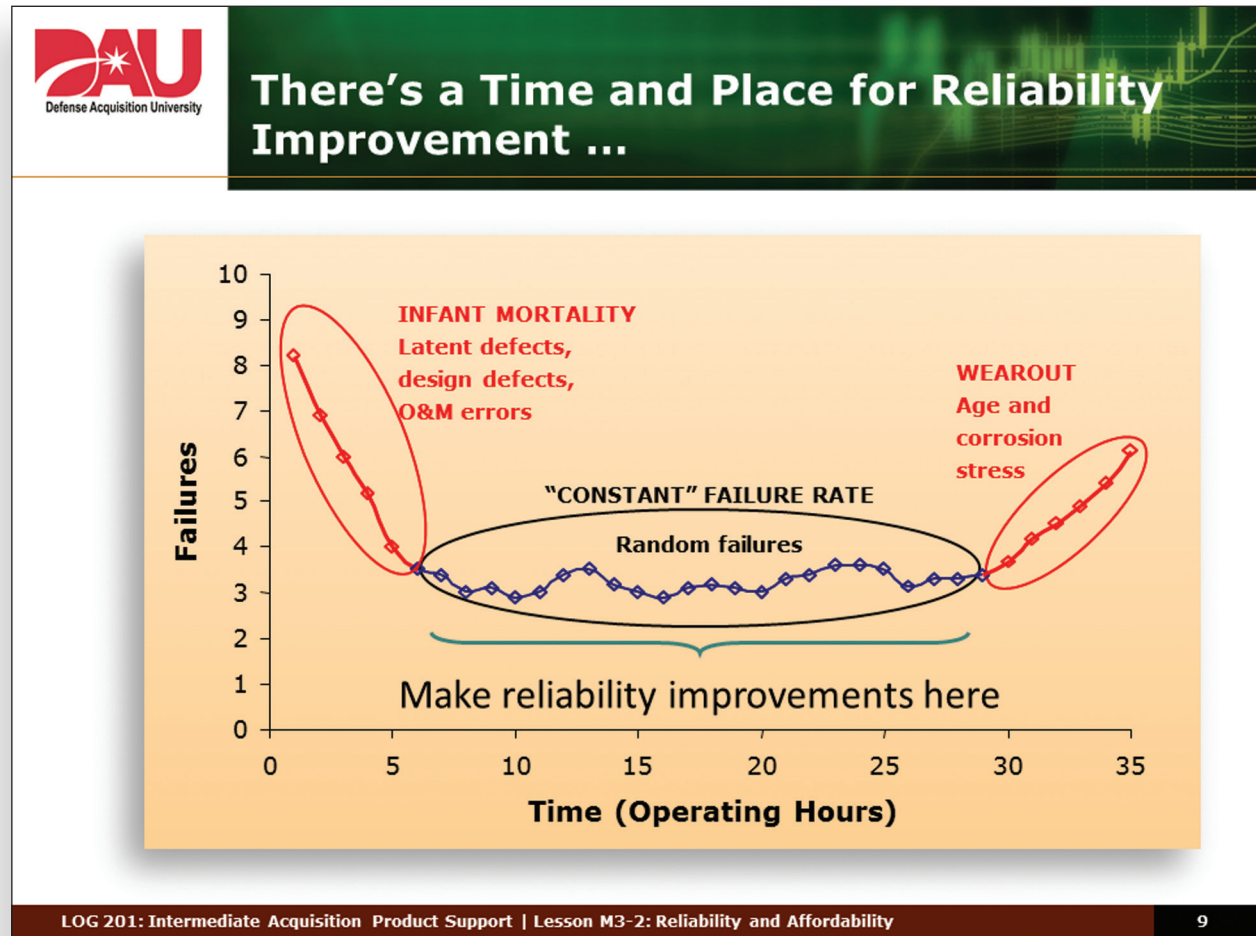 DAU
Defense Acquisition University
There’s a Time and Place for Reliability
Improvement ...
10
9
8
7
6
5
4
3
2
1
0
Failures
INFANT MORTALITY
Latent defects,
design defects,
O&M errors
WEAROUT
Age and
corrosion
stress
“CONSTANT” FAILURE RATE
Random failures
Make reliability improvements here
0 5 10 15 20 25 30 35
Time (Operating Hours)
LOG 201: Intermediate Acquisition Product Support | Lesson M3-2: Reliability and Affordability 9